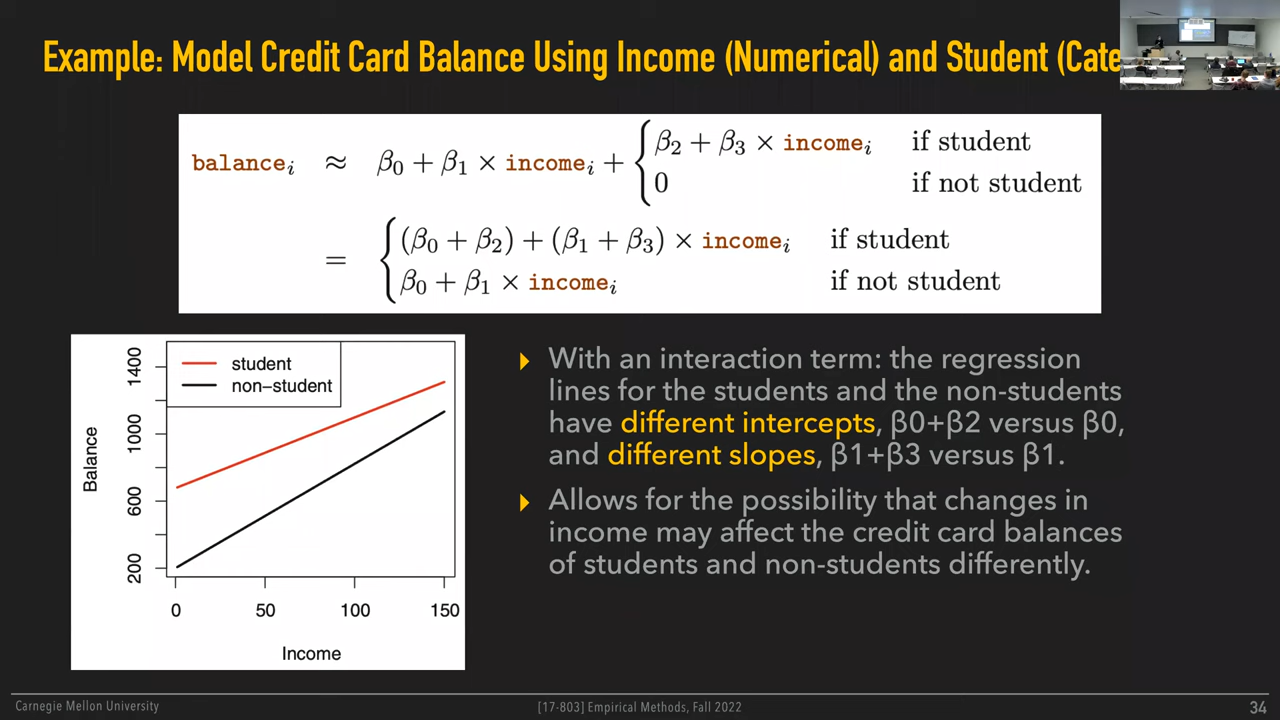 Example: Model Credit Card Balance Using Income (Numerical) and Student (Cate
balanceᵢ ≈ β₀ + β₁ × incomeᵢ + { β₂ + β₃ × incomeᵢ if student
0 if not student
= { (β₀ + β₂) + (β₁ + β₃) × incomeᵢ if student
β₀ + β₁ × incomeᵢ if not student
student
non-student
1400
1000
600
200
Balance
0 50 100 150
Income
With an interaction term: the regression
lines for the students and the non-students
have different intercepts, β0+β2 versus β0,
and different slopes, β1+β3 versus β1.
Allows for the possibility that changes in
income may affect the credit card balances
of students and non-students differently.
Carnegie Mellon University
[17-803] Empirical Methods, Fall 2022
34